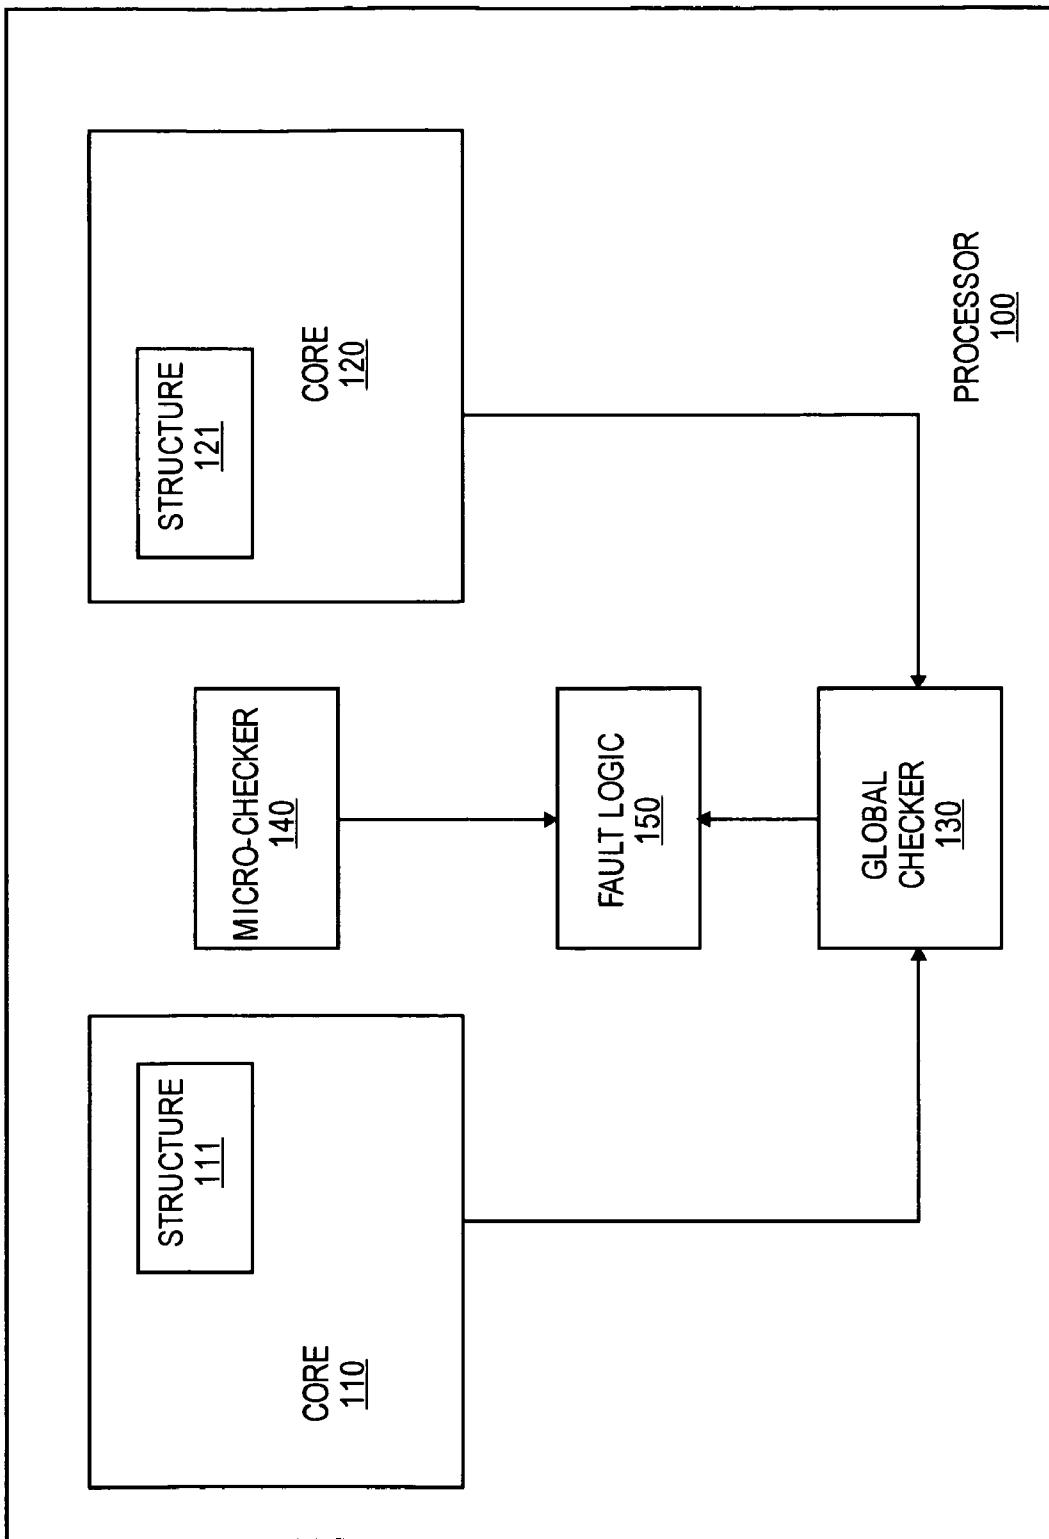 STRUCTURE
111
CORE
110
MICRO-CHECKER
140
FAULT LOGIC
150
GLOBAL
CHECKER
130
STRUCTURE
121
CORE
120
PROCESSOR
100